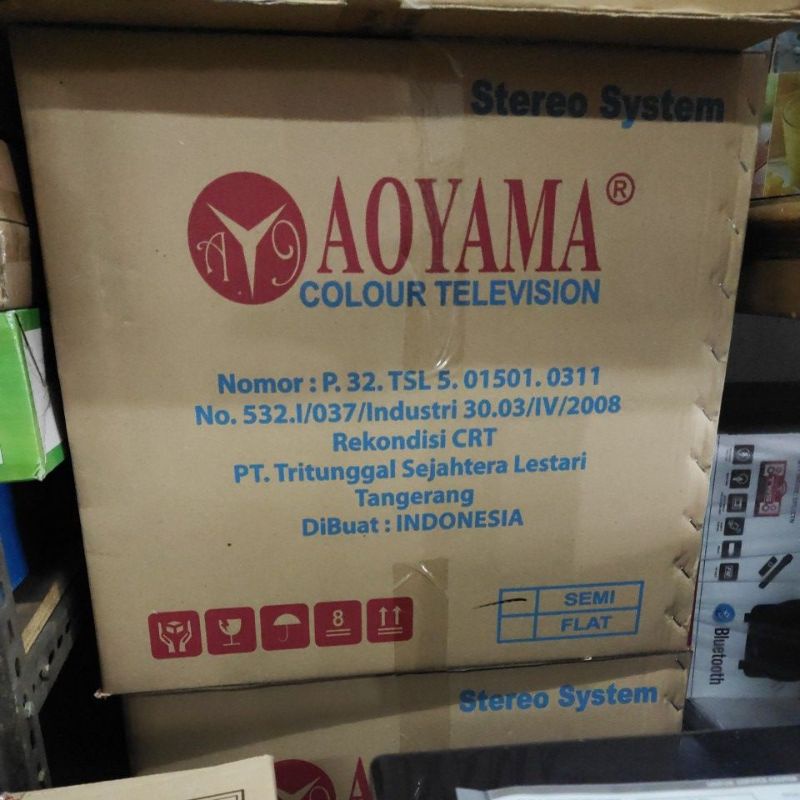 Stereo System
AY
AOYAMA®
COLOUR TELEVISION
Nomor : P. 32. TSL 5. 01501. 0311
No. 532.I/037/Industri 30.03/IV/2008
Rekondisi CRT
PT. Tritunggal Sejahtera Lestari
Tangerang
DiBuat : INDONESIA
8
SEMI
FLAT
Bluetooth
Stereo System